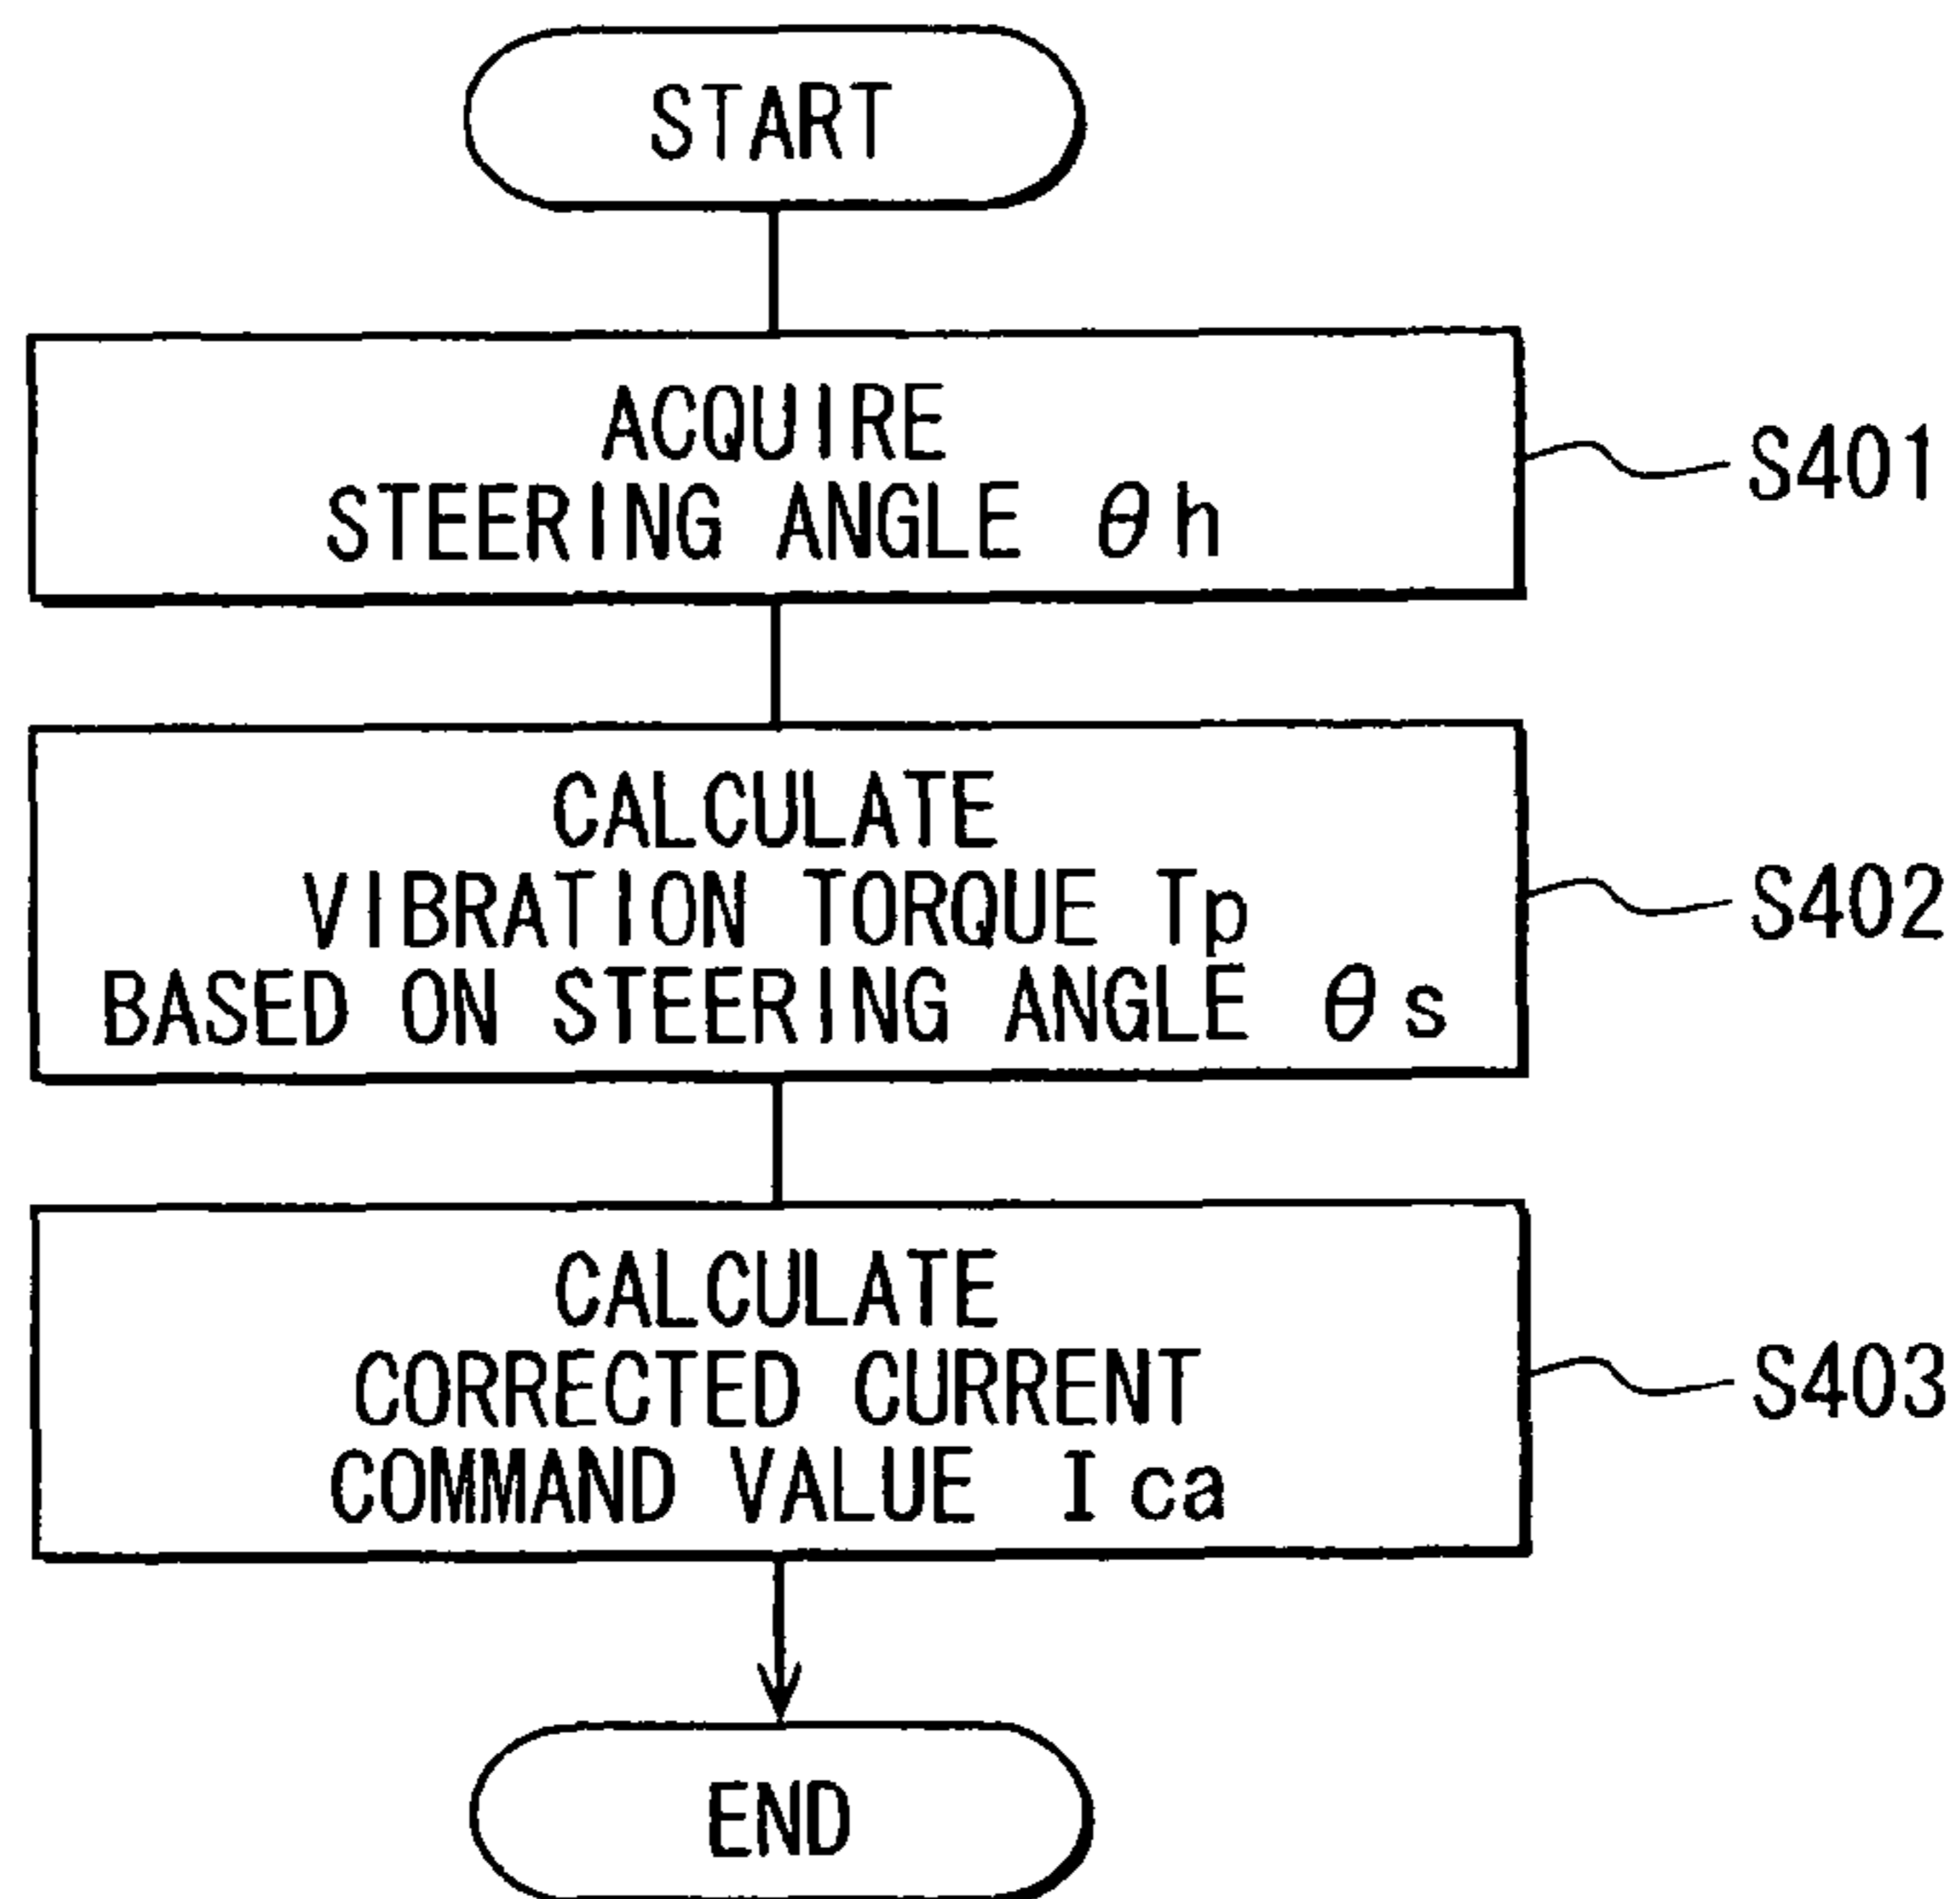 START
ACQUIRE
STEERING ANGLE θh
S401
CALCULATE
VIBRATION TORQUE Tp
BASED ON STEERING ANGLE θs
S402
CALCULATE
CORRECTED CURRENT
COMMAND VALUE Ica
S403
END